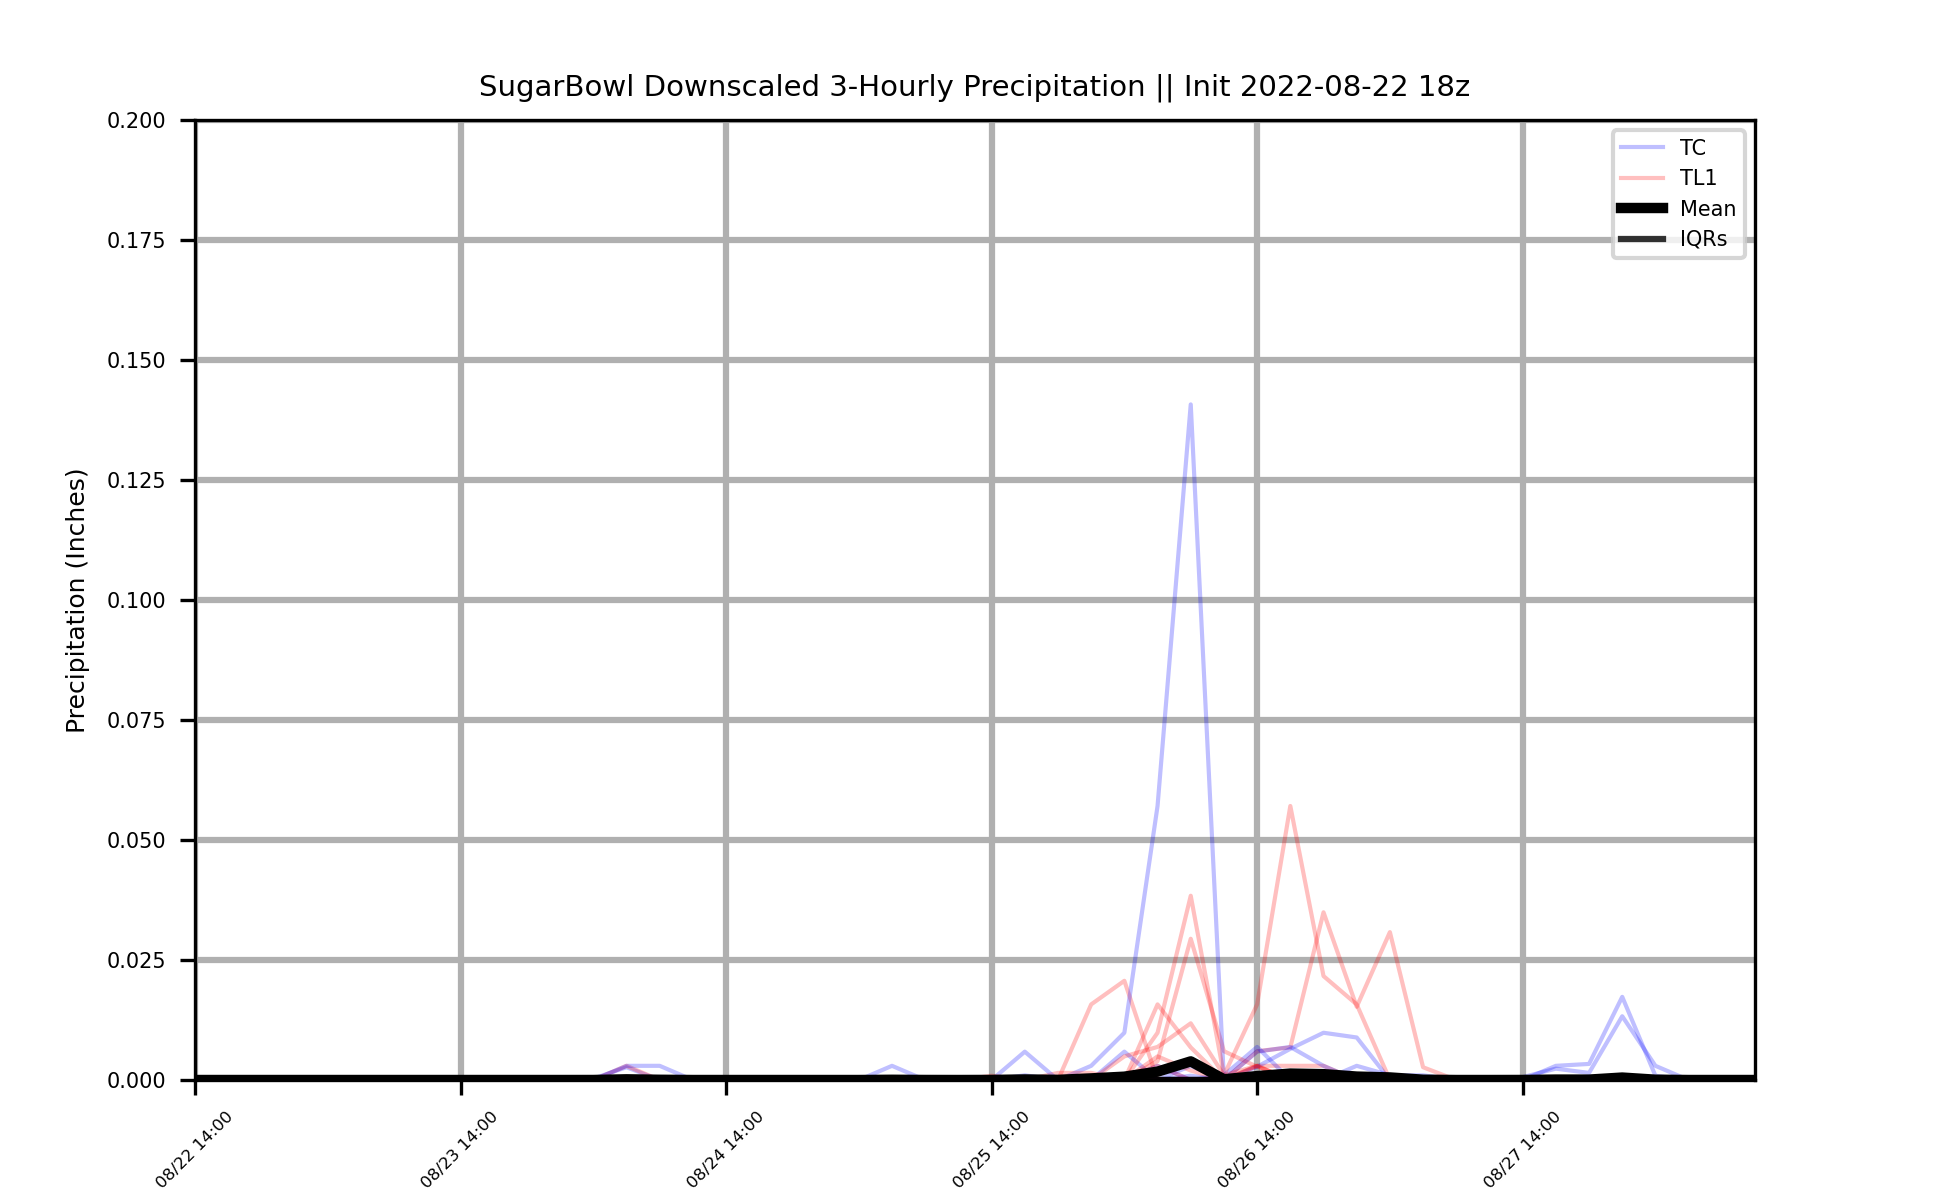 SugarBowl Downscaled 3-Hourly Precipitation || Init 2022-08-22 18z
0.200
0.175
0.150
0.125
0.100
0.075
0.050
0.025
0.000
Precipitation (Inches)
TC
TL1
Mean
IQRs
08/22 14:00
08/23 14:00
08/24 14:00
08/25 14:00
08/26 14:00
08/27 14:00